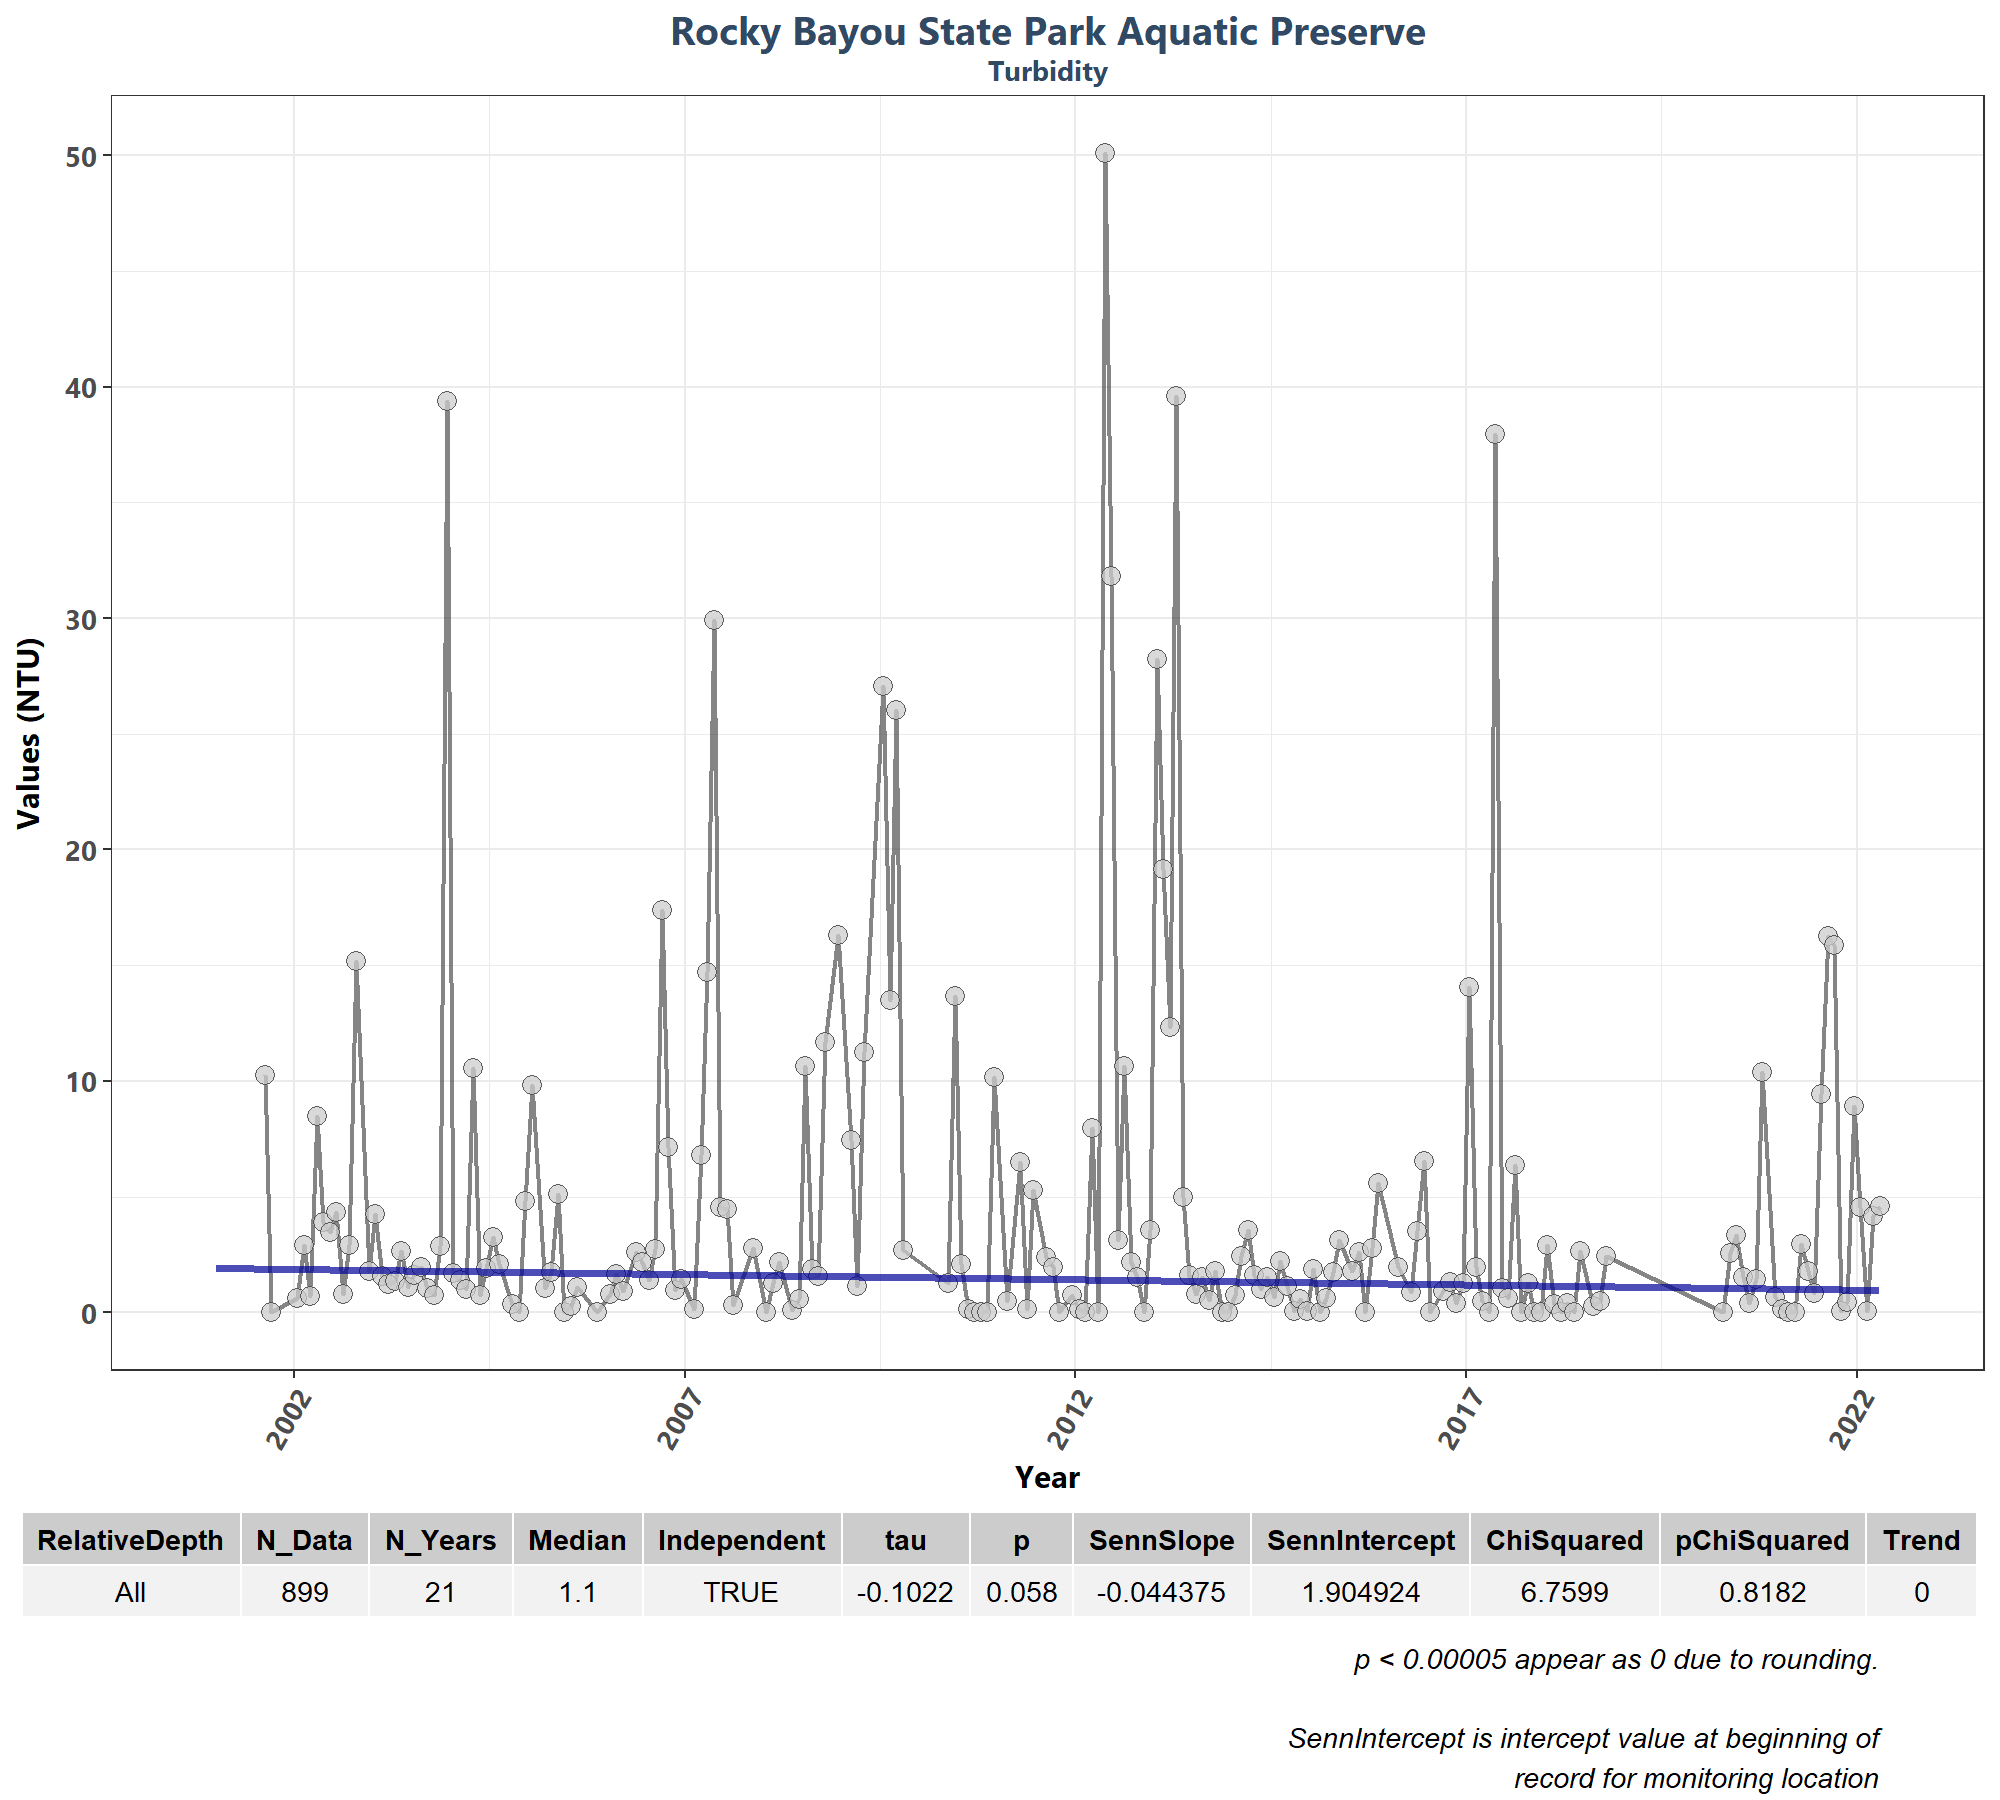 Rocky Bayou State Park Aquatic Preserve
Turbidity
Values (NTU)
50
40
30
20
10
0
2002 2007 2012 2017 2022
Year
RelativeDepth N_Data N_Years Median Independent tau p SennSlope SennIntercept ChiSquared pChiSquared Trend
All 899 21 1.1 TRUE -0.1022 0.058 -0.044375 1.904924 6.7599 0.8182 0
p < 0.00005 appear as 0 due to rounding.
SennIntercept is intercept value at beginning of
record for monitoring location